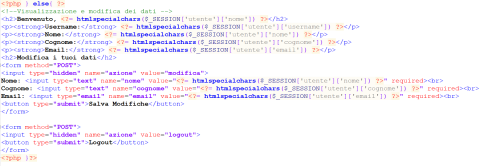 <?php } else{ ?>
<!--Visualizzazione e modifica dei dati -->
<h2>Benvenuto, <?= htmlspecialchars($_SESSION['utente']['nome']) ?></h2>
<p><strong>Username:</strong> <?= htmlspecialchars($_SESSION['utente']['username']) ?></p>
<p><strong>Nome:</strong> <?= htmlspecialchars($_SESSION['utente']['nome']) ?></p>
<p><strong>Cognome:</strong> <?= htmlspecialchars($_SESSION['utente']['cognome']) ?></p>
<p><strong>Email:</strong> <?= htmlspecialchars($_SESSION['utente']['email']) ?></p>
<h2>Modifica i tuoi dati</h2>
<form method="POST">
<input type="hidden" name="azione" value="modifica">
Nome: <input type="text" name="nome" value="<?= htmlspecialchars($_SESSION['utente']['nome']) ?>" required><br>
Cognome: <input type="text" name="cognome" value="<?= htmlspecialchars($_SESSION['utente']['cognome']) ?>" required><br>
Email: <input type="email" name="email" value="<?= htmlspecialchars($_SESSION['utente']['email']) ?>" required><br>
<button type="submit">Salva Modifiche</button>
</form>
<form method="POST">
<input type="hidden" name="azione" value="logout">
<button type="submit">Logout</button>
</form>
<?php }?>